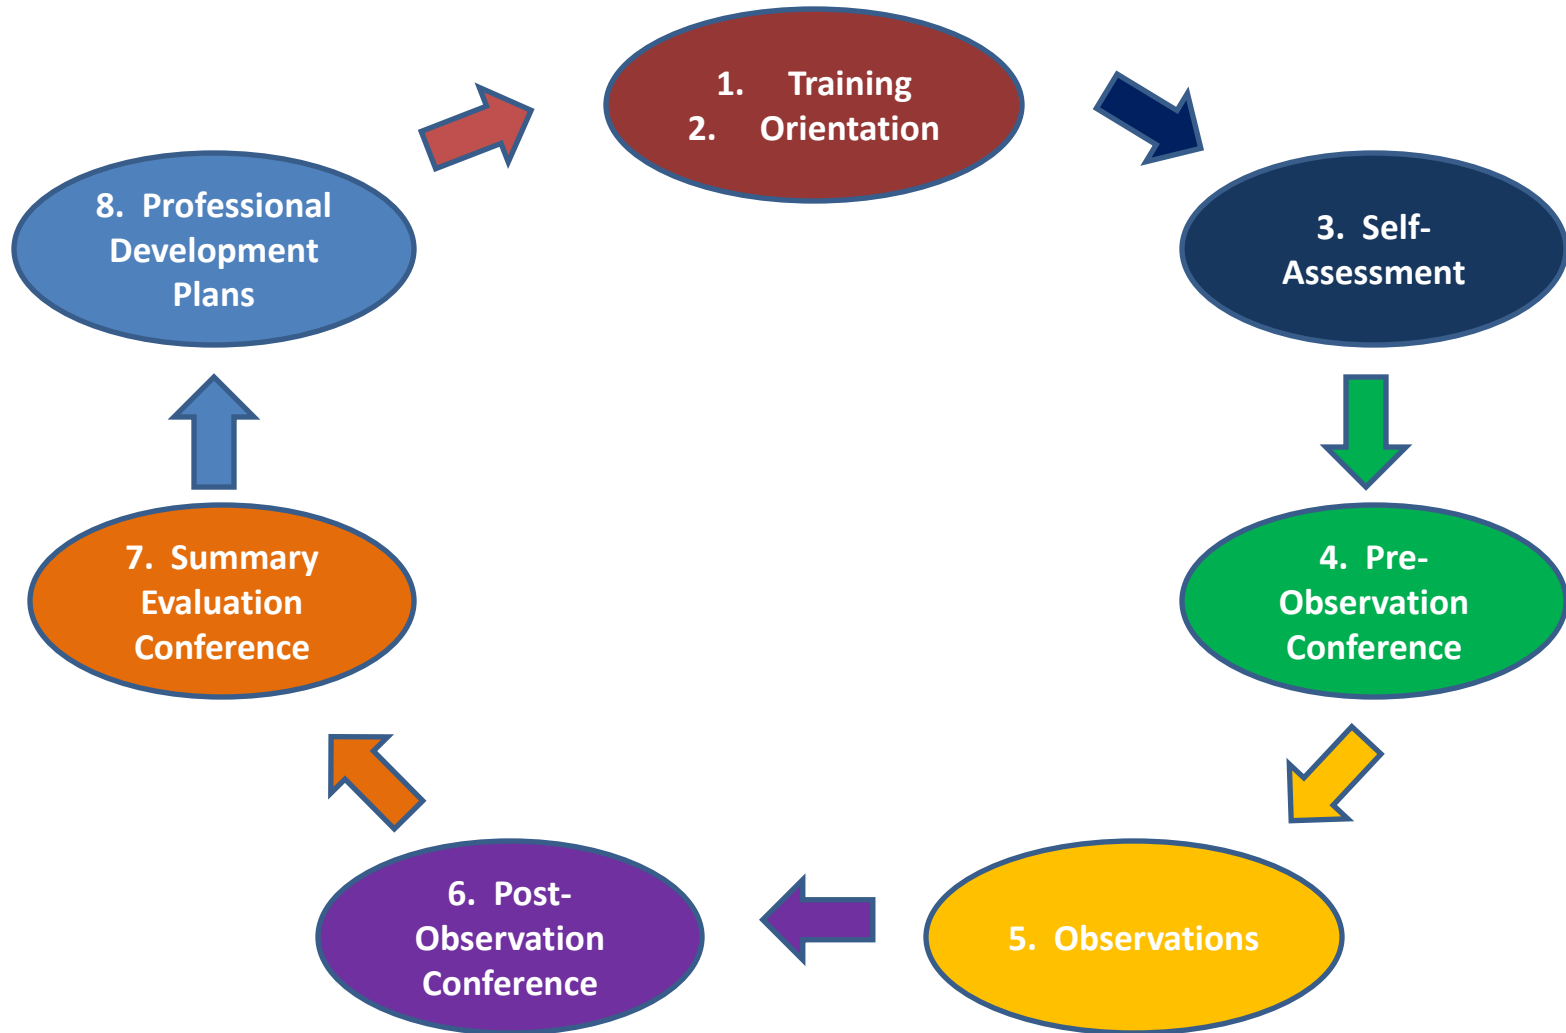 1. Training
2. Orientation
3. Self-
Assessment
4. Pre-
Observation
Conference
5. Observations
6. Post-
Observation
Conference
7. Summary
Evaluation
Conference
8. Professional
Development
Plans